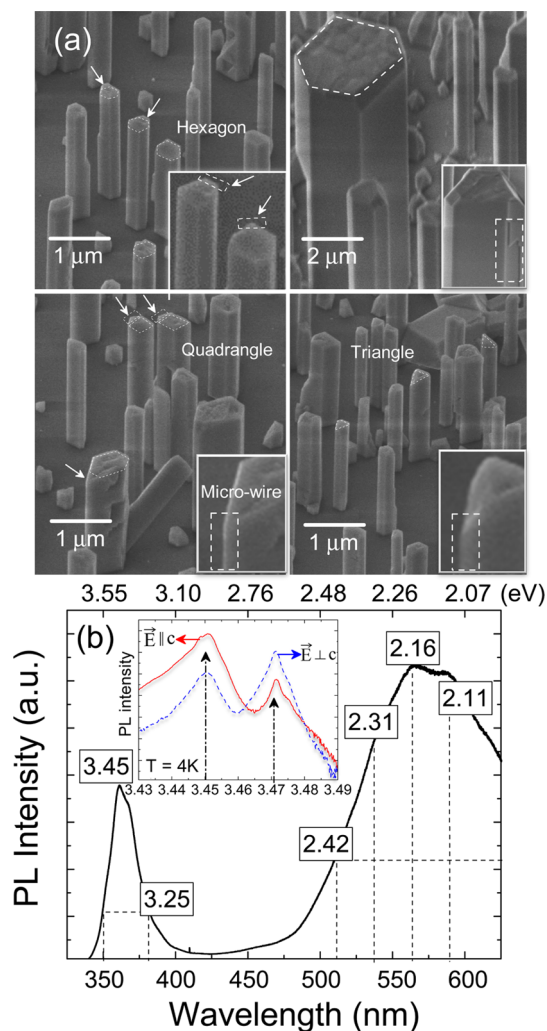 (a)
Hexagon
1 μm
2 μm
Quadrangle
Triangle
Micro-wire
1 μm
1 μm
3.55 3.10 2.76 2.48 2.26 2.07 (eV)
(b)
E ∥ c
E ⊥ c
PL intensity
T = 4K
3.43 3.44 3.45 3.46 3.47 3.48 3.49
3.45
3.25
2.42
2.31
2.16
2.11
PL Intensity (a.u.)
350 400 450 500 550 600
Wavelength (nm)